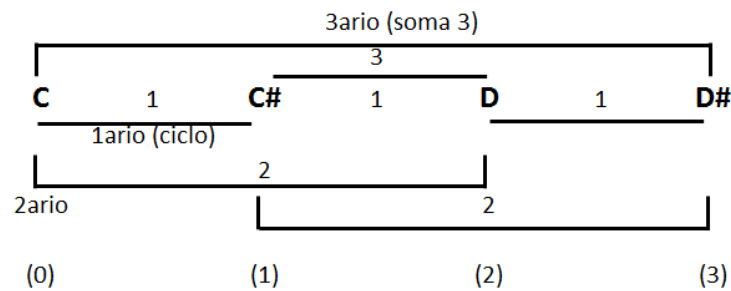 3ario (soma 3)
3
C 1 C# 1 D 1 D#
1ario (ciclo)
2
2ario 2
(0) (1) (2) (3)